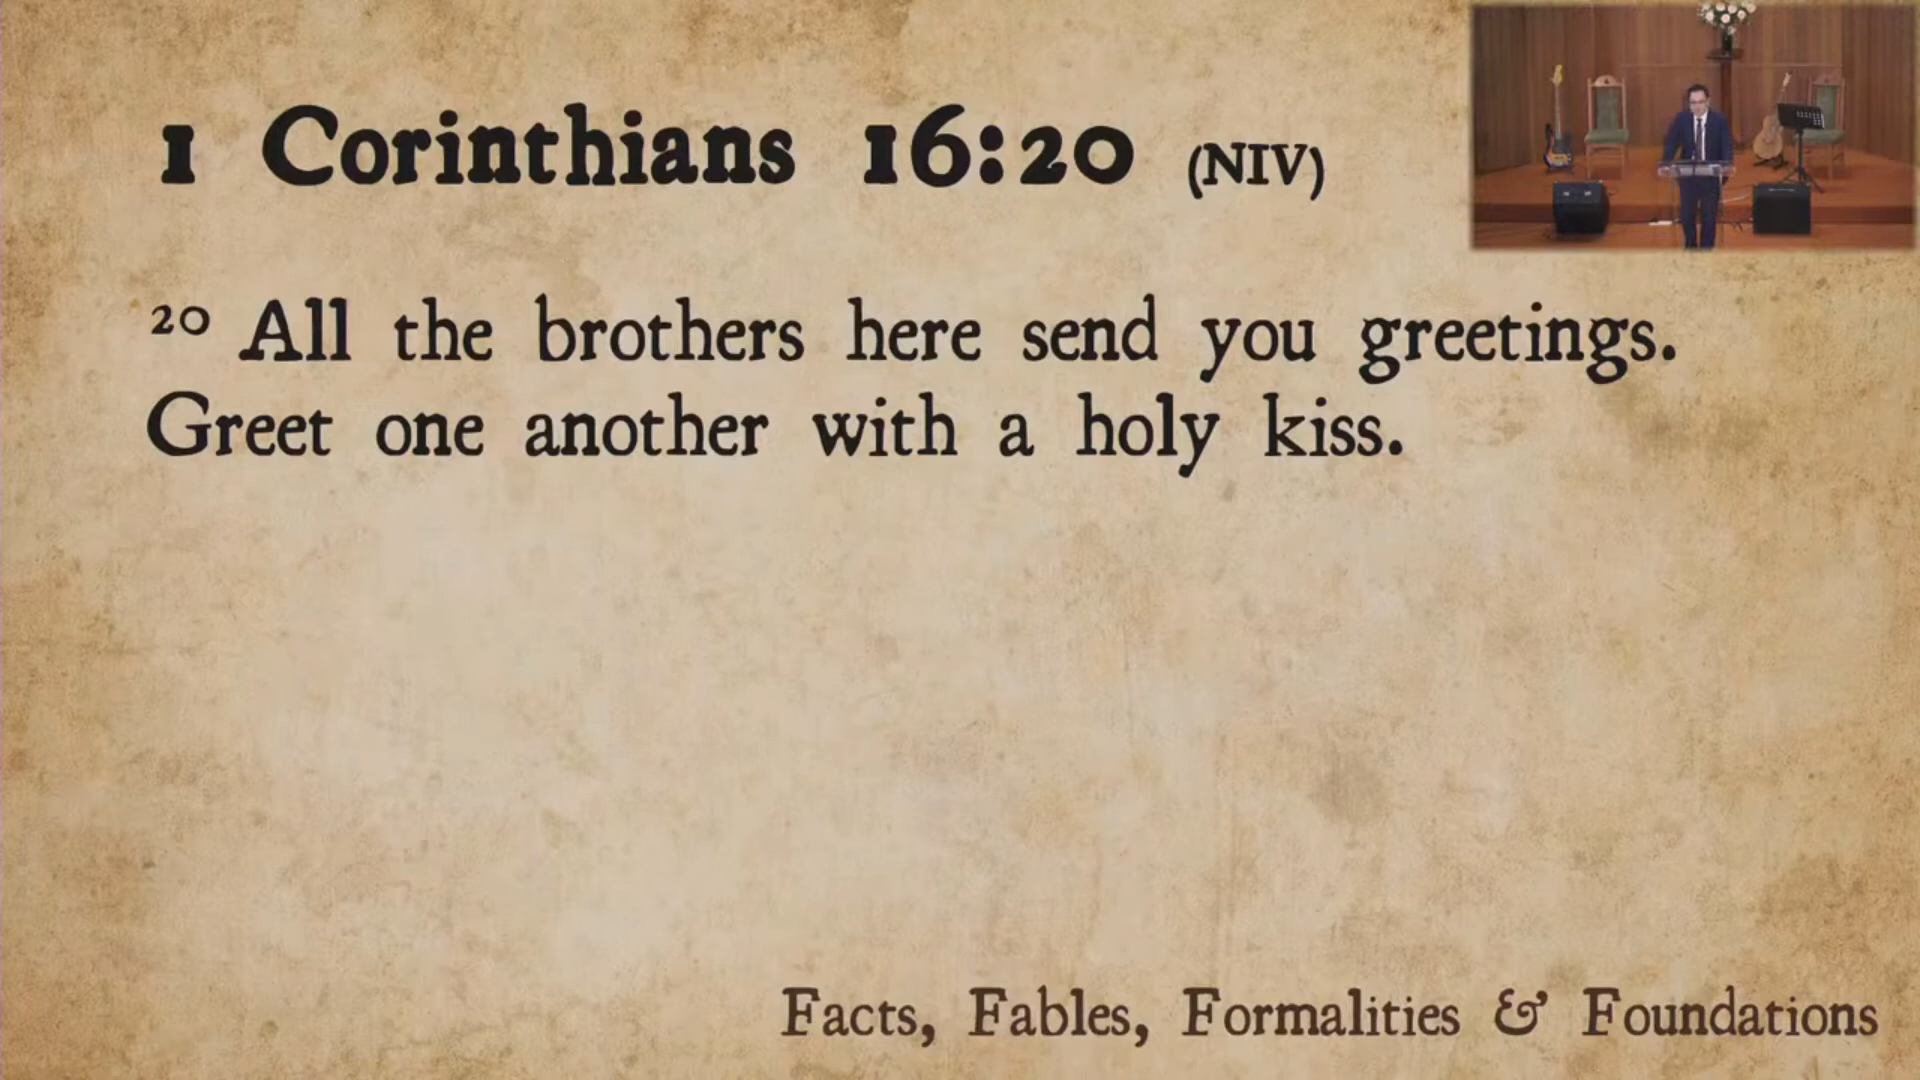 1 Corinthians 16:20 (NIV)
20 All the brothers here send you greetings.
Greet one another with a holy kiss.
Facts, Fables, Formalities & Foundations